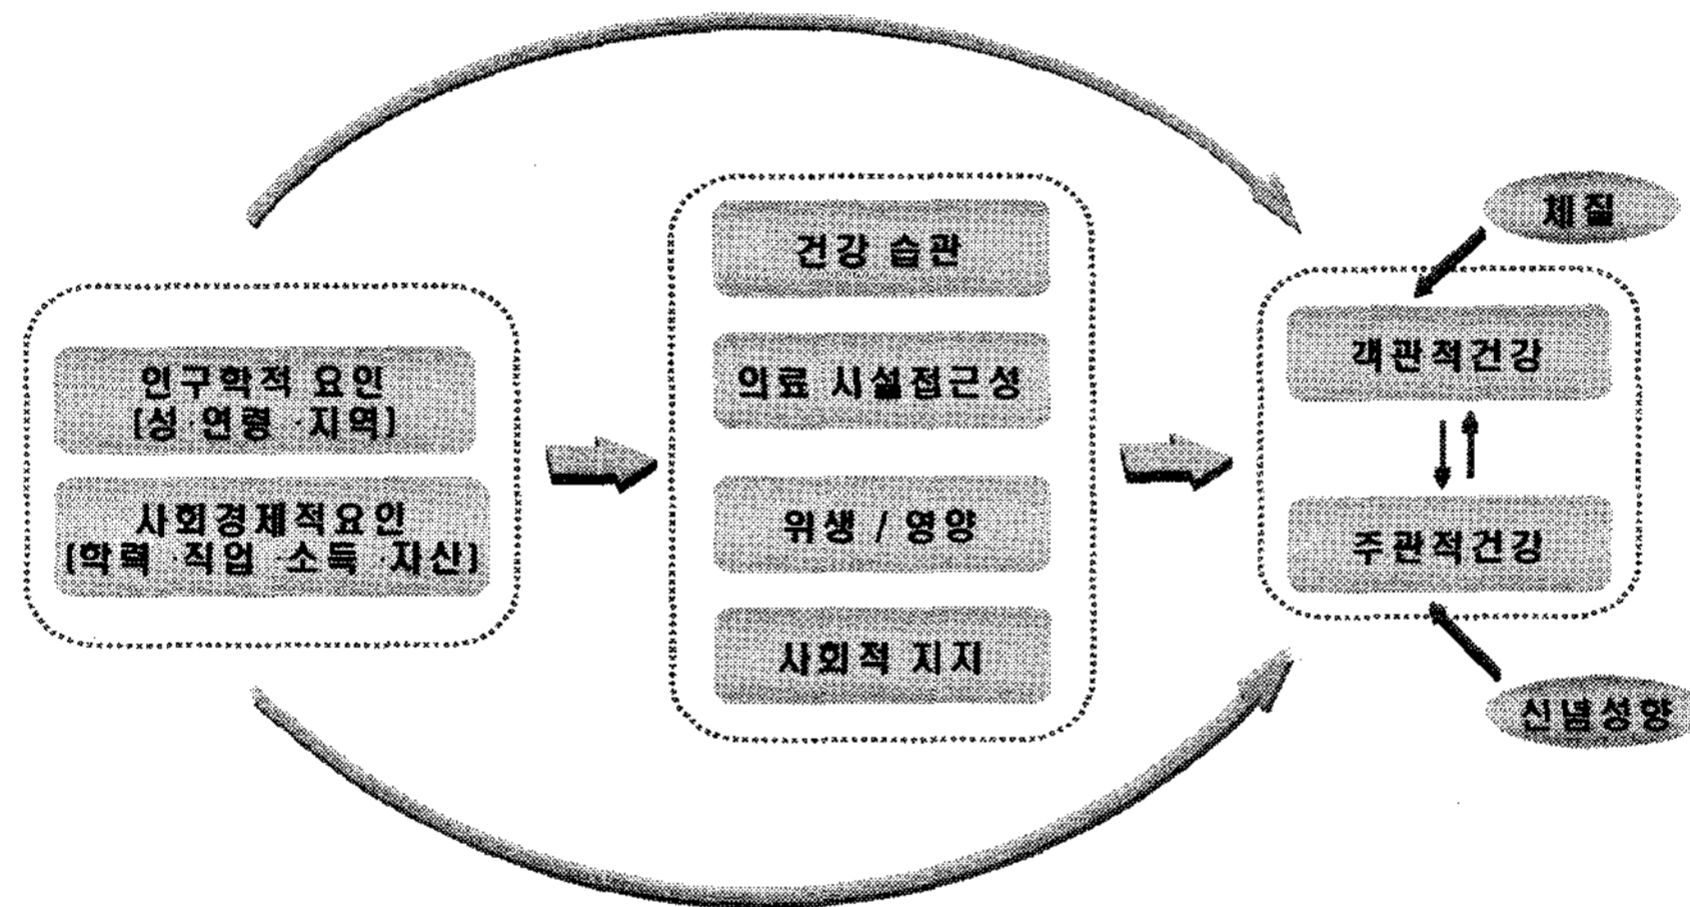 인구학적 요인
(성·연령·지역)
사회경제적요인
(학력·직업·소득·자산)
건강 습관
의료 시설접근성
위생 / 영양
사회적 지지
체질
객관적건강
주관적건강
신념성향